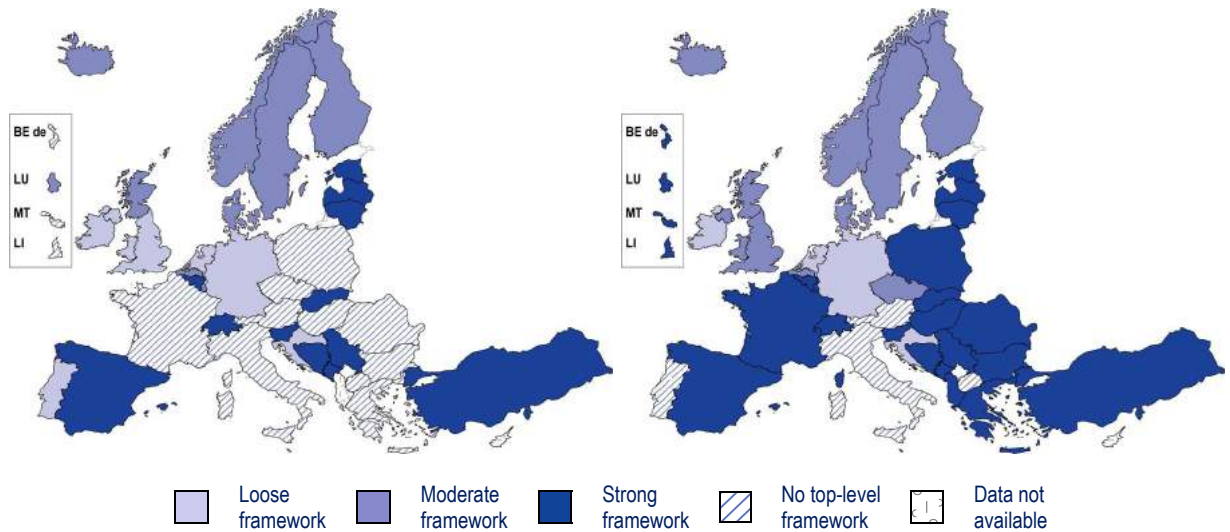 BE de
LU
MT
LI
BE de
LU
MT
LI
Loose
framework
Moderate
framework
Strong
framework
No top-level
framework
Data not
available